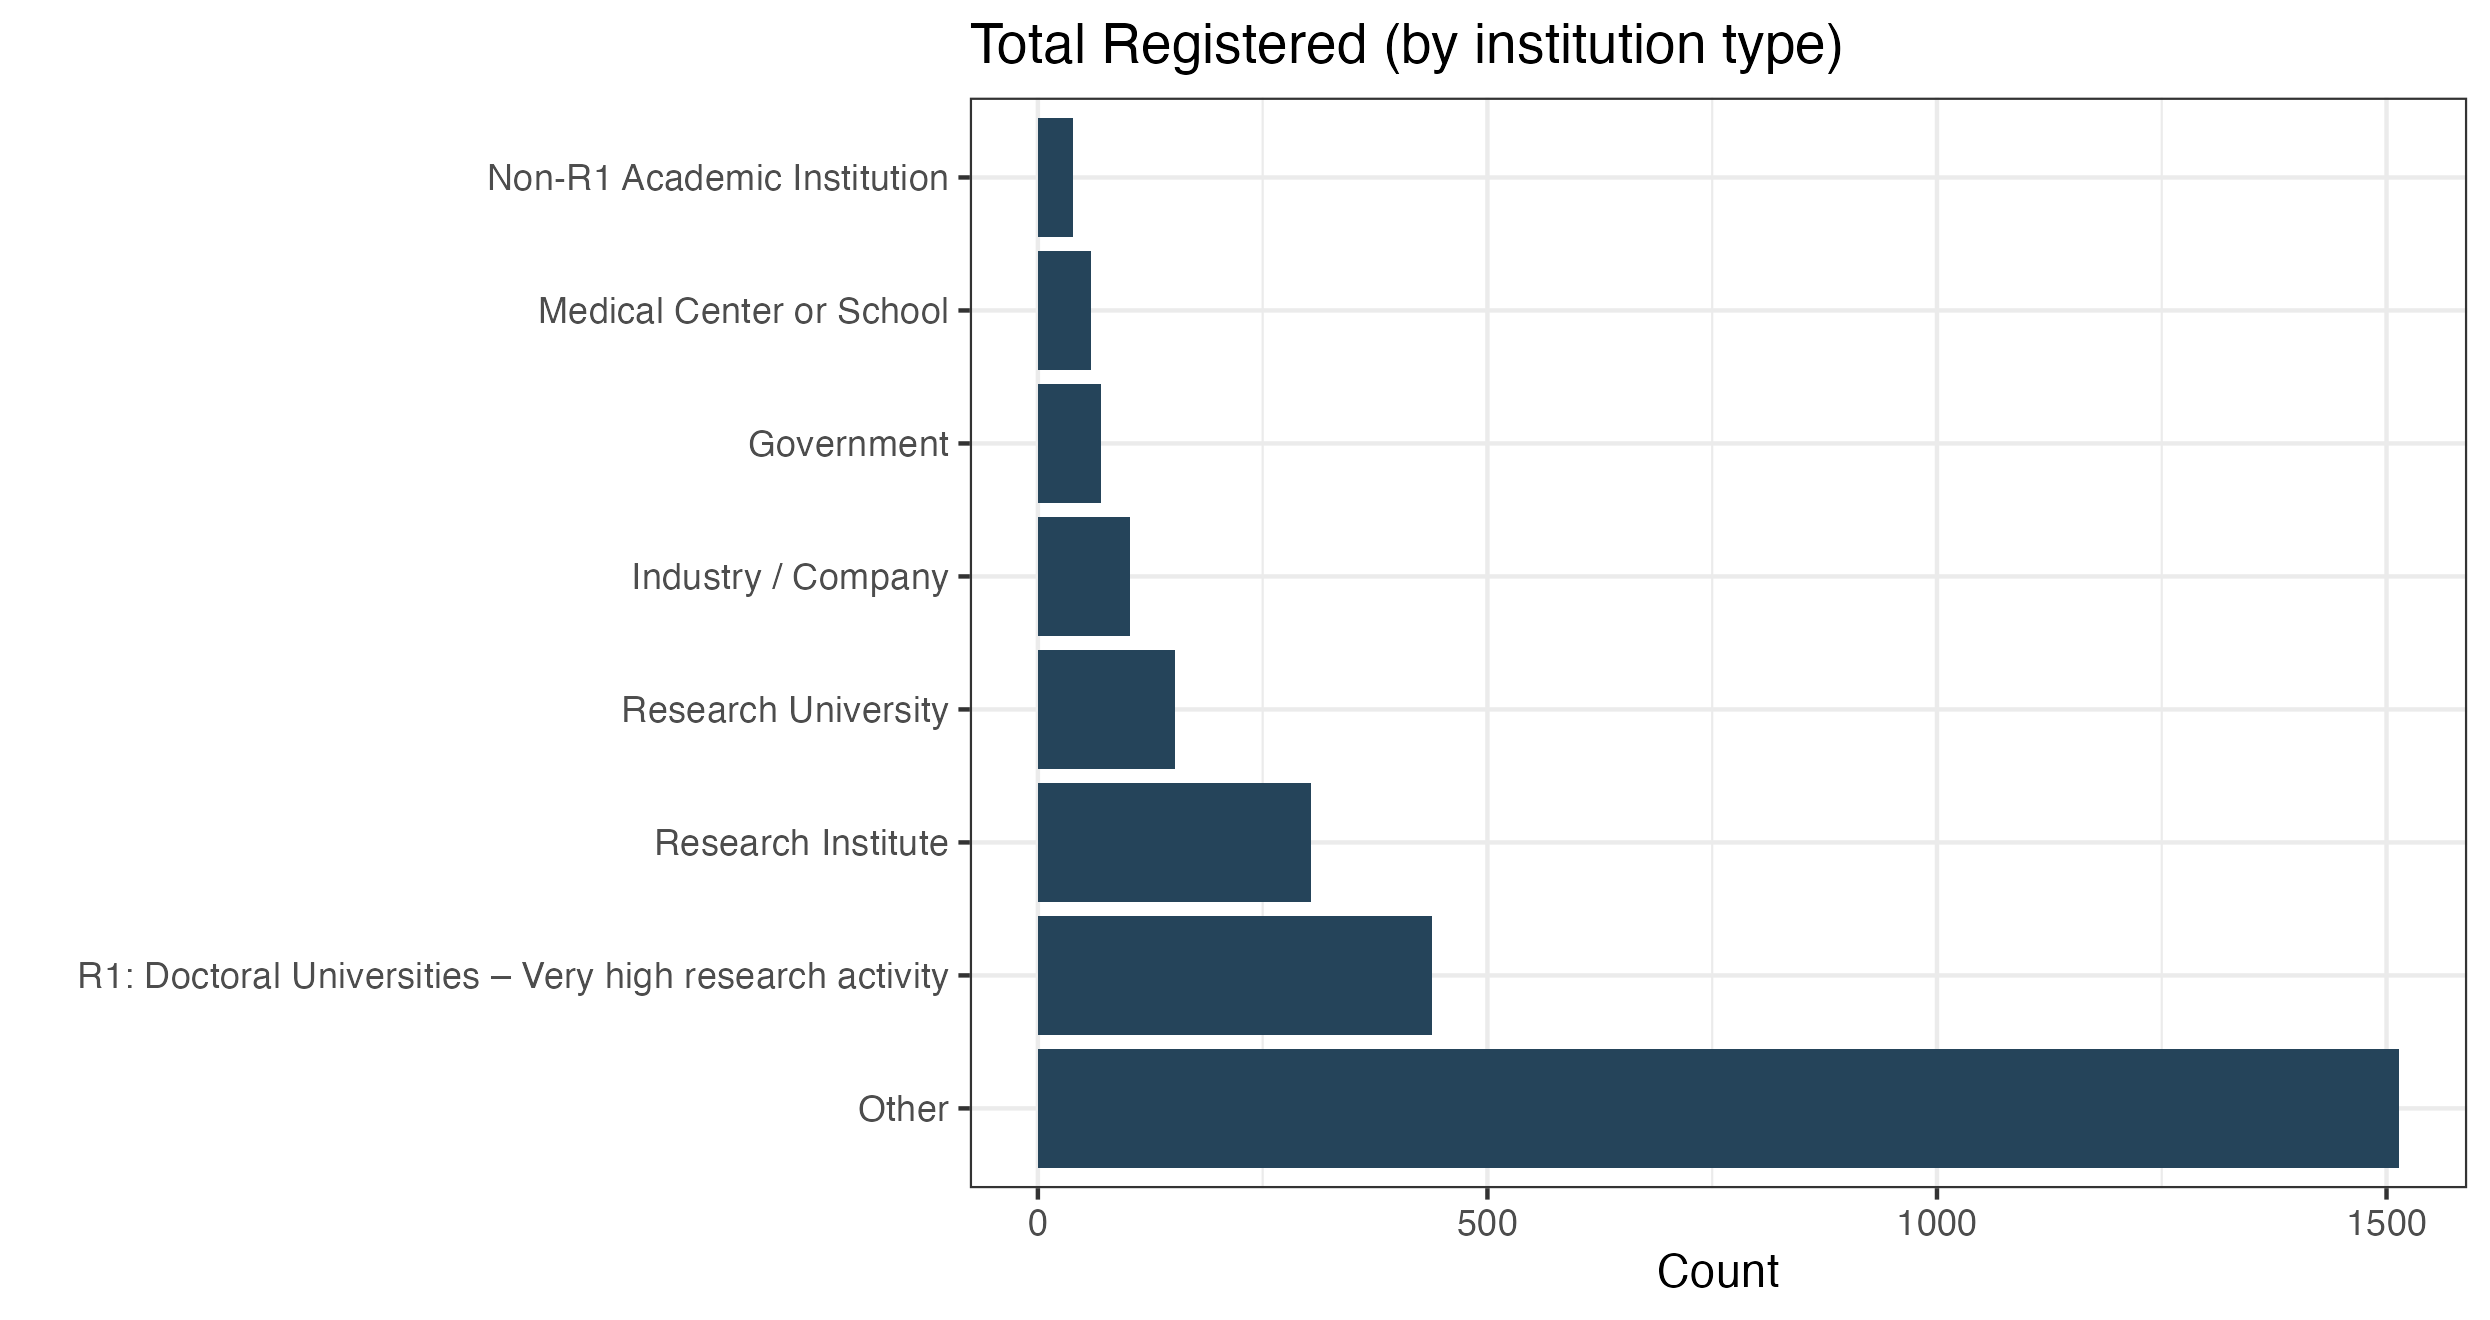 Total Registered (by institution type)
Non-R1 Academic Institution
Medical Center or School
Government
Industry / Company
Research University
Research Institute
R1: Doctoral Universities – Very high research activity
Other
0 500 1000 1500
Count